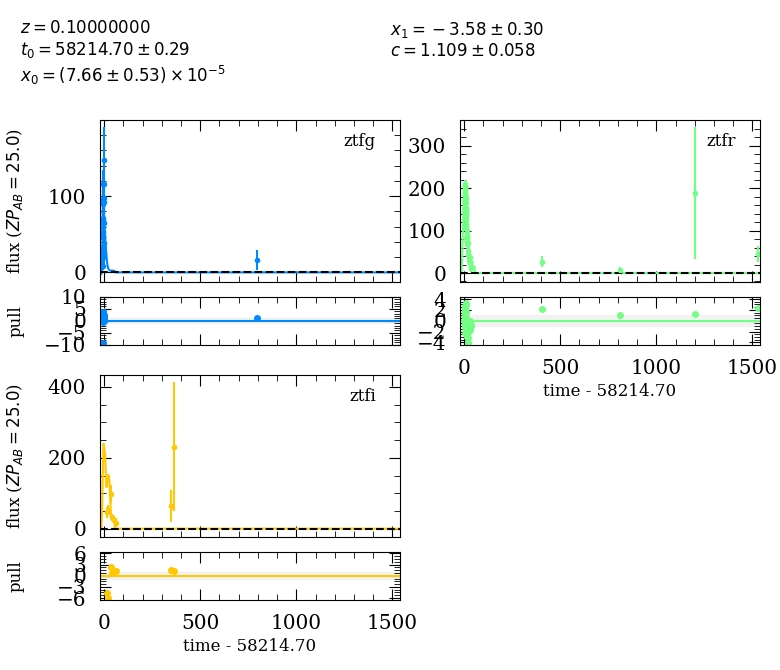 z = 0.10000000
t0 = 58214.70 ± 0.29
x0 = (7.66 ± 0.53) × 10^−5
x1 = −3.58 ± 0.30
c = 1.109 ± 0.058
ztfg
flux (ZP_AB = 25.0)
100
0
ztfr
300
200
100
0
pull
10
5
0
−5
−10
4
2
0
−2
−4
0 500 1000 1500
time - 58214.70
ztfi
flux (ZP_AB = 25.0)
400
200
0
pull
6
3
0
−3
−6
0 500 1000 1500
time - 58214.70